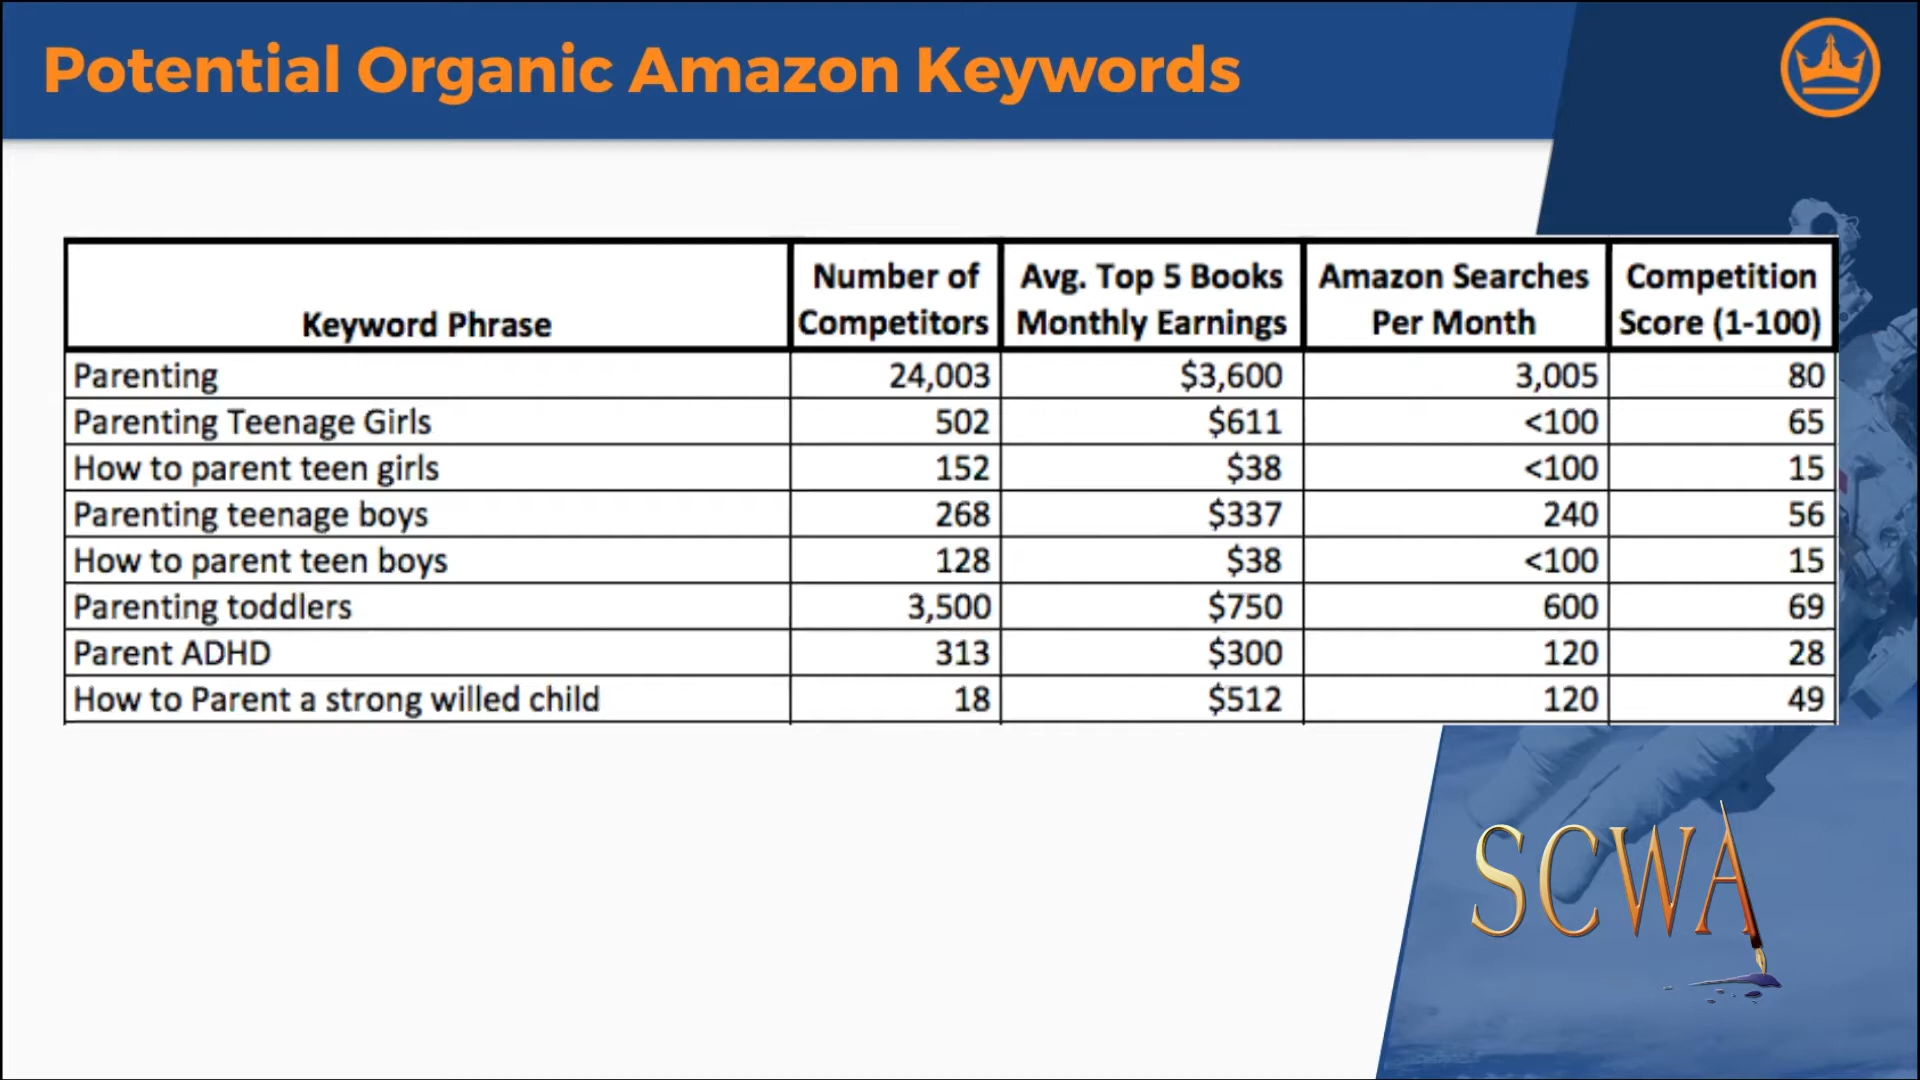 Potential Organic Amazon Keywords
Keyword Phrase Number of Competitors Avg. Top 5 Books Monthly Earnings Amazon Searches Per Month Competition Score (1-100)
Parenting 24,003 $3,600 3,005 80
Parenting Teenage Girls 502 $611 <100 65
How to parent teen girls 152 $38 <100 15
Parenting teenage boys 268 $337 240 56
How to parent teen boys 128 $38 <100 15
Parenting toddlers 3,500 $750 600 69
Parent ADHD 313 $300 120 28
How to Parent a strong willed child 18 $512 120 49
SCWA